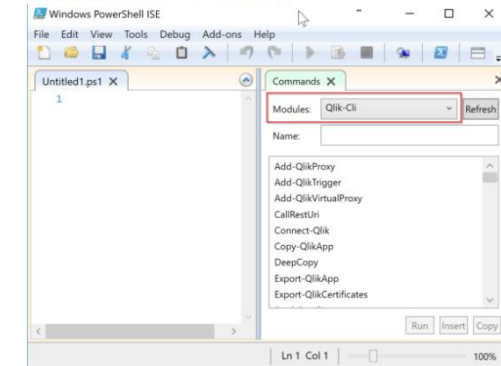 Windows PowerShell ISE
File Edit View Tools Debug Add-ons Help
Untitled1.ps1 X
1
Commands X
Modules: Qlik-Cli Refresh
Name:
Add-QlikProxy
Add-QlikTrigger
Add-QlikVirtualProxy
CallRestUri
Connect-Qlik
Copy-QlikApp
DeepCopy
Export-QlikApp
Export-QlikCertificates
Run Insert Copy
Ln 1 Col 1 100%